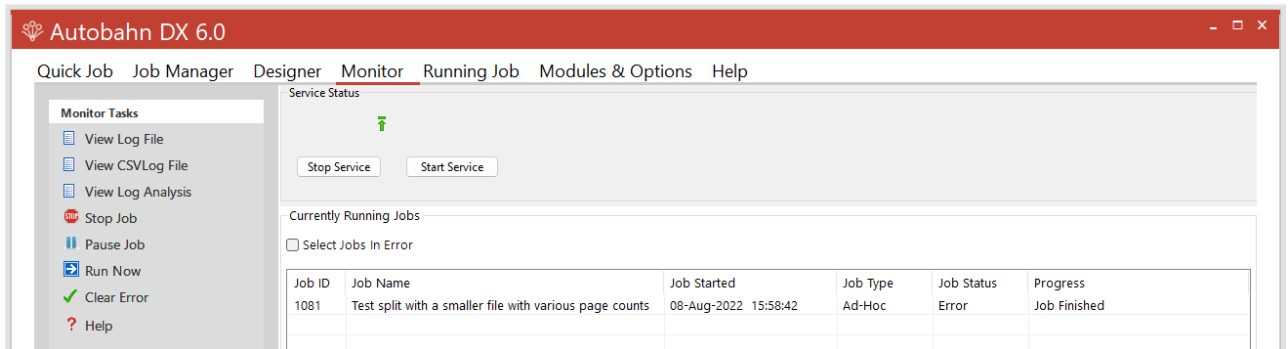 Autobahn DX 6.0
Quick Job Job Manager Designer Monitor Running Job Modules & Options Help
Monitor Tasks
View Log File
View CSVLog File
View Log Analysis
STOP Stop Job
Pause Job
Run Now
Clear Error
? Help
Service Status
Stop Service Start Service
Currently Running Jobs
Select Jobs In Error
Job ID Job Name Job Started Job Type Job Status Progress
1081 Test split with a smaller file with various page counts 08-Aug-2022 15:58:42 Ad-Hoc Error Job Finished